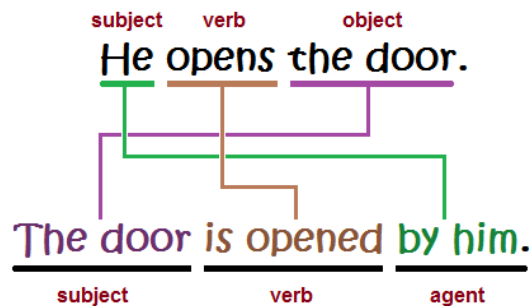 subject verb object
He opens the door.
The door is opened by him.
subject verb agent